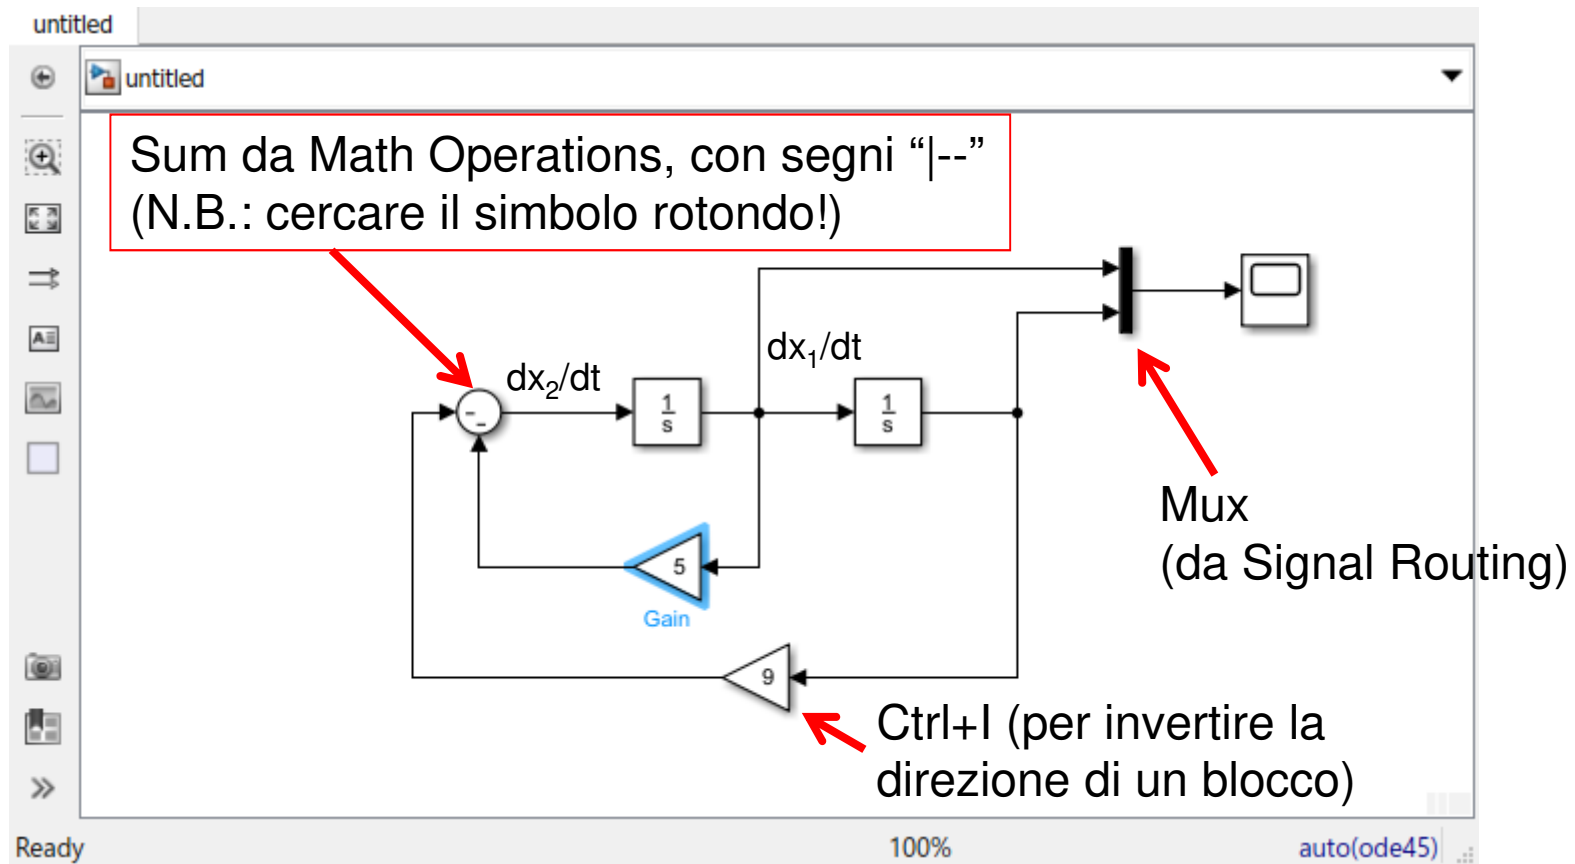 untitled
untitled
Sum da Math Operations, con segni “|--”
(N.B.: cercare il simbolo rotondo!)
dx1/dt
dx2/dt
1
s
1
s
-
-
Mux
(da Signal Routing)
5
Gain
9
Ctrl+I (per invertire la
direzione di un blocco)
Ready
100%
auto(ode45)